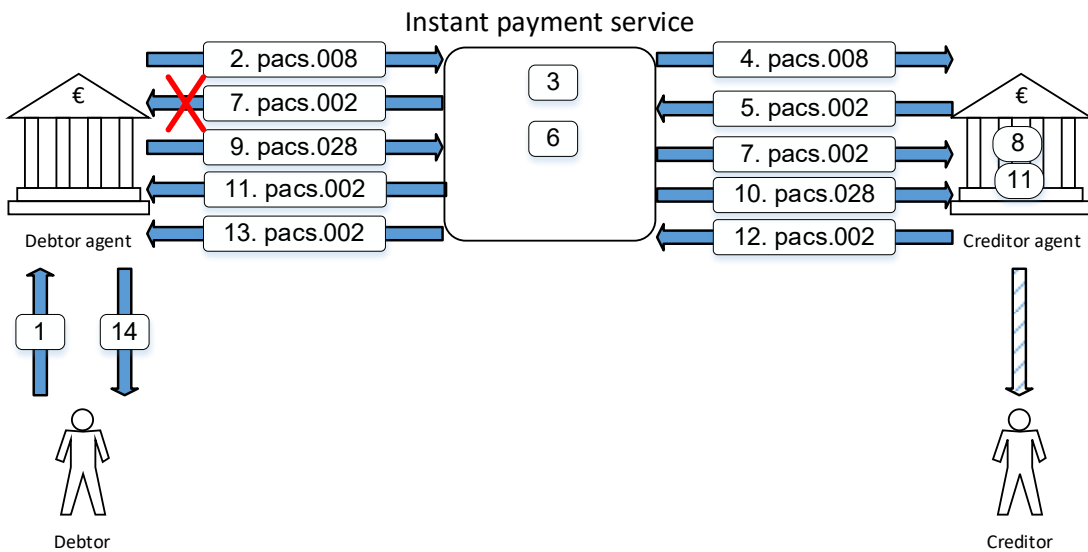 Instant payment service
2. pacs.008
7. pacs.002
9. pacs.028
11. pacs.002
13. pacs.002
3
6
4. pacs.008
5. pacs.002
7. pacs.002
10. pacs.028
12. pacs.002
€
Debtor agent
€
8
11
Creditor agent
1
14
Debtor
Creditor